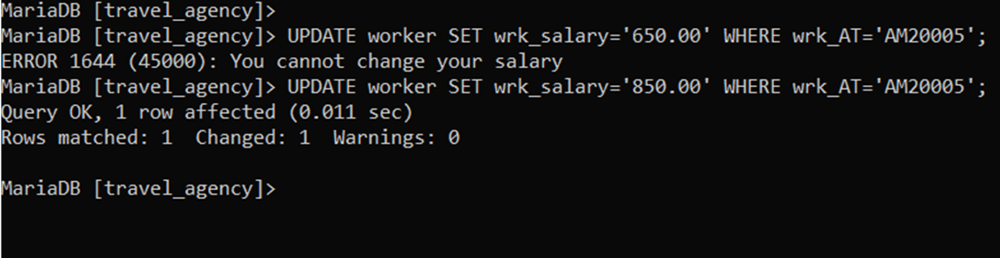 MariaDB [travel_agency]>
MariaDB [travel_agency]> UPDATE worker SET wrk_salary='650.00' WHERE wrk_AT='AM20005';
ERROR 1644 (45000): You cannot change your salary
MariaDB [travel_agency]> UPDATE worker SET wrk_salary='850.00' WHERE wrk_AT='AM20005';
Query OK, 1 row affected (0.011 sec)
Rows matched: 1  Changed: 1  Warnings: 0
MariaDB [travel_agency]>